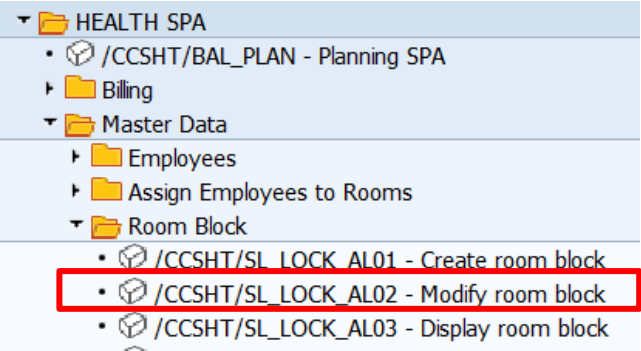 HEALTH SPA
/CCSHT/BAL_PLAN - Planning SPA
Billing
Master Data
Employees
Assign Employees to Rooms
Room Block
/CCSHT/SL_LOCK_AL01 - Create room block
/CCSHT/SL_LOCK_AL02 - Modify room block
/CCSHT/SL_LOCK_AL03 - Display room block